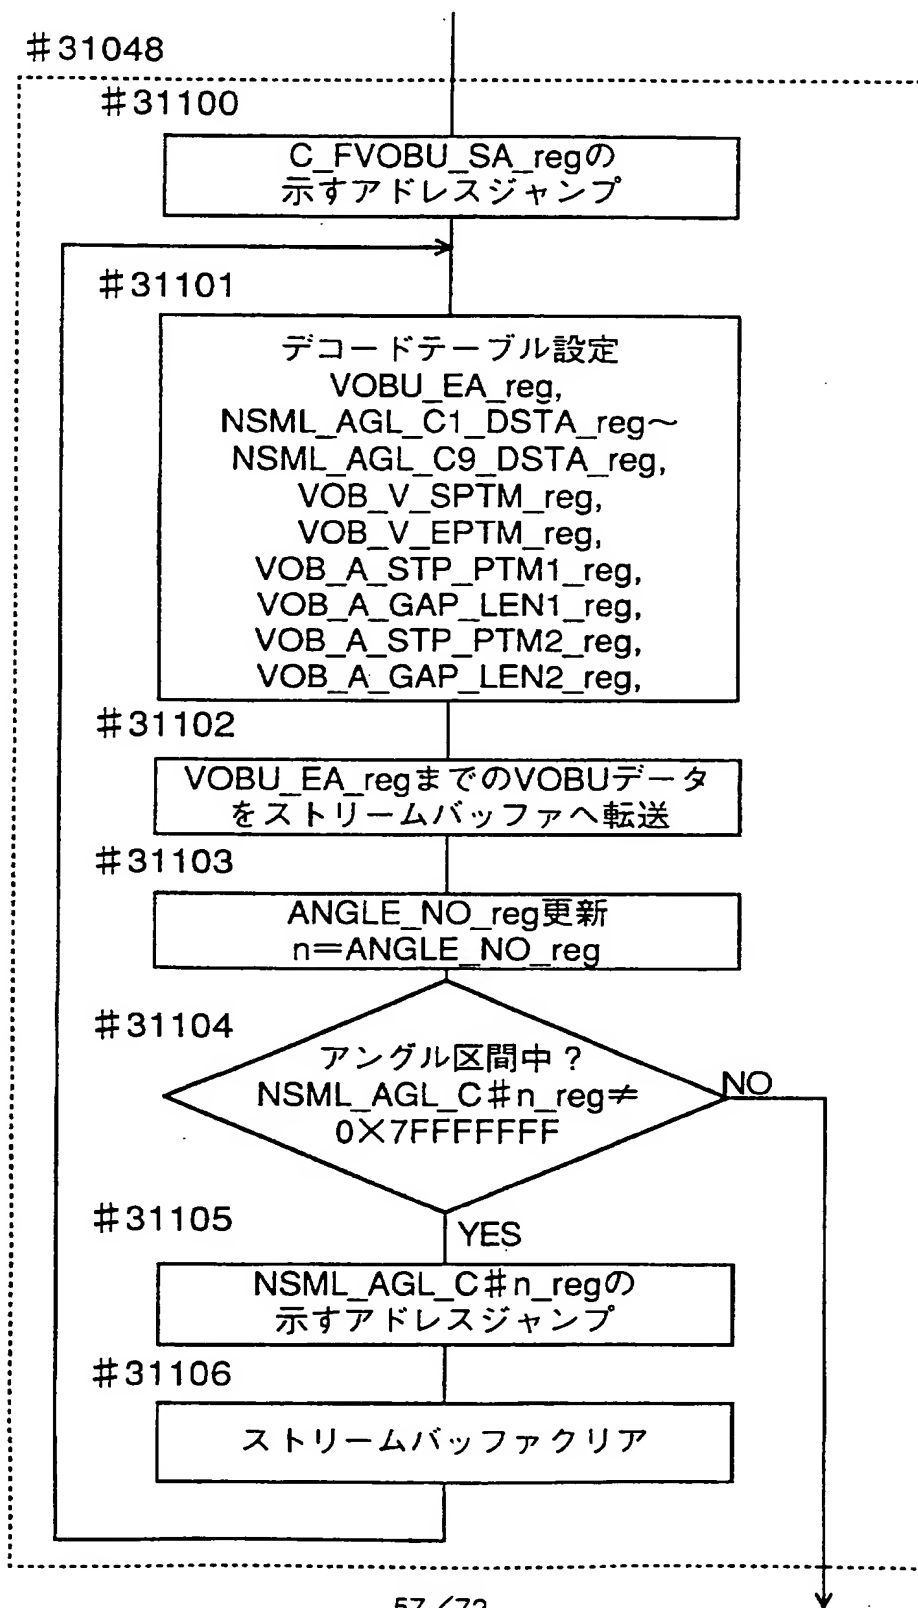 #31048
#31100
C_FVOBU_SA_regの
示すアドレスジャンプ
#31101
デコードテーブル設定
VOBU_EA_reg,
NSML_AGL_C1_DSTA_reg～
NSML_AGL_C9_DSTA_reg,
VOB_V_SPTM_reg,
VOB_V_EPTM_reg,
VOB_A_STP_PTM1_reg,
VOB_A_GAP_LEN1_reg,
VOB_A_STP_PTM2_reg,
VOB_A_GAP_LEN2_reg,
#31102
VOBU_EA_regまでのVOBUデータ
をストリームバッファへ転送
#31103
ANGLE_NO_reg更新
n＝ANGLE_NO_reg
#31104
アングル区間中？
NSML_AGL_C#n_reg≠
0×7FFFFFFF
NO
#31105
YES
NSML_AGL_C#n_regの
示すアドレスジャンプ
#31106
ストリームバッファクリア
57/72